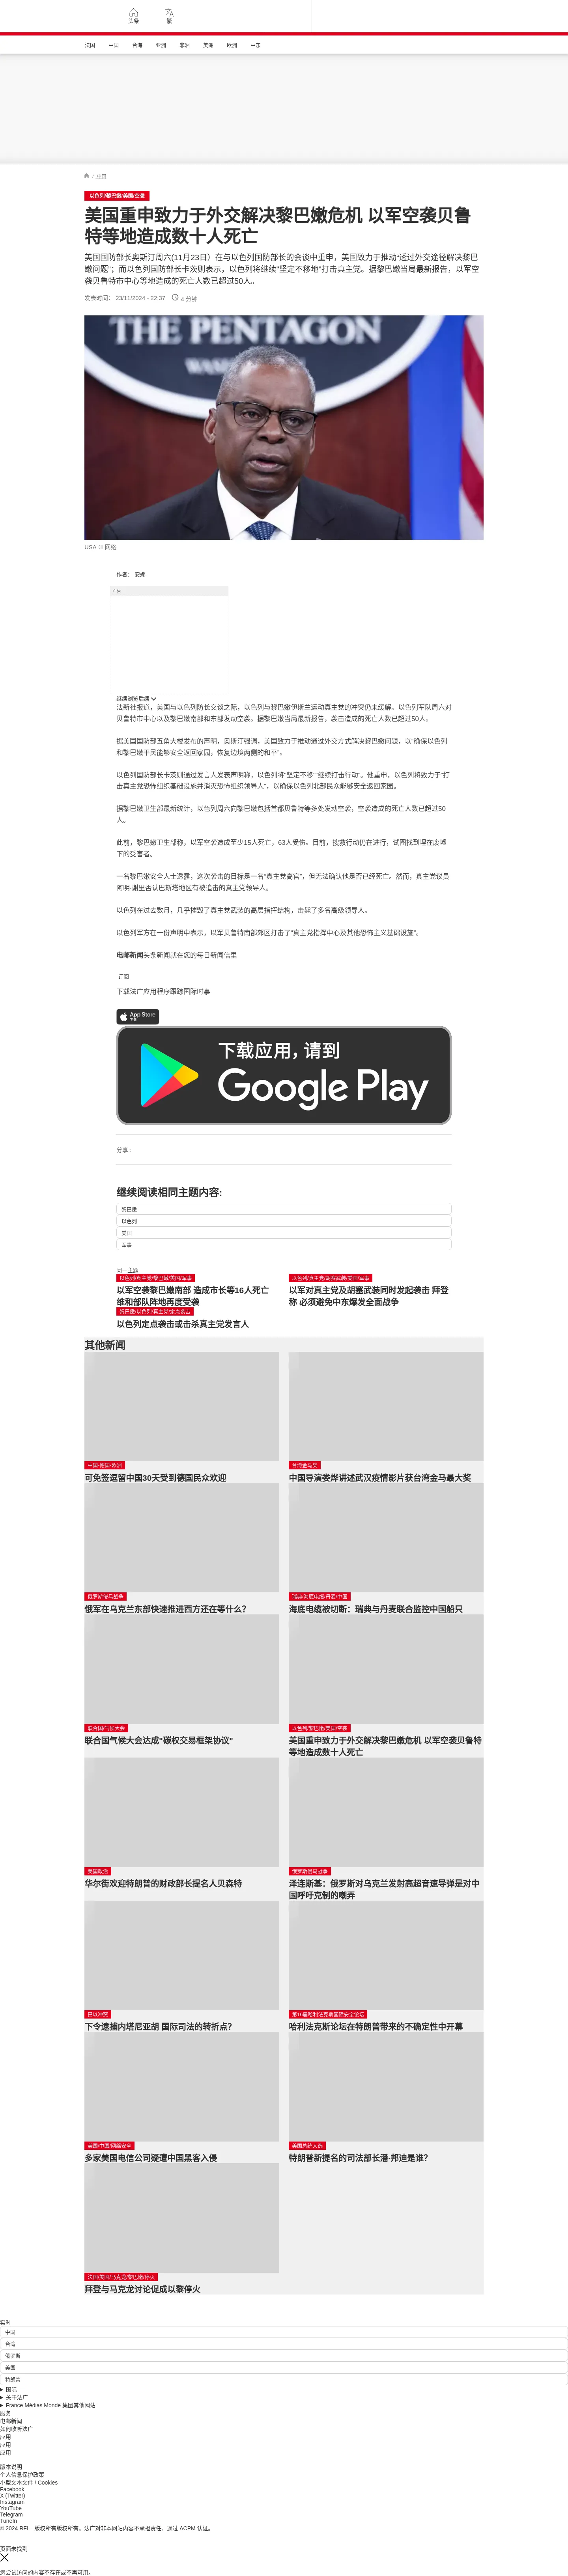 头条
繁
法国
中国
台海
亚洲
非洲
美洲
欧洲
中东
/ 中国
以色列/黎巴嫩/美国/空袭
美国重申致力于外交解决黎巴嫩危机 以军空袭贝鲁
特等地造成数十人死亡
美国国防部长奥斯汀周六(11月23日）在与以色列国防部长的会谈中重申，美国致力于推动“透过外交途径解决黎巴
嫩问题”；而以色列国防部长卡茨则表示，以色列将继续“坚定不移地”打击真主党。据黎巴嫩当局最新报告，以军空
袭贝鲁特市中心等地造成的死亡人数已超过50人。
发表时间： 23/11/2024 - 22:37
4 分钟
THE PENTAGON
USA © 网络
作者： 安娜
广告
继续浏览后续
法新社报道，美国与以色列防长交谈之际，以色列与黎巴嫩伊斯兰运动真主党的冲突仍未缓解。以色列军队周六对
贝鲁特市中心以及黎巴嫩南部和东部发动空袭。据黎巴嫩当局最新报告，袭击造成的死亡人数已超过50人。
据美国国防部五角大楼发布的声明，奥斯汀强调，美国致力于推动通过外交方式解决黎巴嫩问题，以“确保以色列
和黎巴嫩平民能够安全返回家园，恢复边境两侧的和平”。
以色列国防部长卡茨则通过发言人发表声明称，以色列将“坚定不移”“继续打击行动”。他重申，以色列将致力于“打
击真主党恐怖组织基础设施并消灭恐怖组织领导人”，以确保以色列北部民众能够安全返回家园。
据黎巴嫩卫生部最新统计，以色列周六向黎巴嫩包括首都贝鲁特等多处发动空袭，空袭造成的死亡人数已超过50
人。
此前，黎巴嫩卫生部称，以军空袭造成至少15人死亡，63人受伤。目前，搜救行动仍在进行，试图找到埋在废墟
下的受害者。
一名黎巴嫩安全人士透露，这次袭击的目标是一名“真主党高官”，但无法确认他是否已经死亡。然而，真主党议员
阿明·谢里否认巴斯塔地区有被追击的真主党领导人。
以色列在过去数月，几乎摧毁了真主党武装的高层指挥结构，击毙了多名高级领导人。
以色列军方在一份声明中表示，以军贝鲁特南部郊区打击了“真主党指挥中心及其他恐怖主义基础设施”。
电邮新闻头条新闻就在您的每日新闻信里
订阅
下载法广应用程序跟踪国际时事
App Store
下载
下载应用，请到
Google Play
分享 :
继续阅读相同主题内容:
黎巴嫩
以色列
美国
军事
同一主题
以色列/真主党/黎巴嫩/美国/军事
以军空袭黎巴嫩南部 造成市长等16人死亡
维和部队阵地再度受袭
以色列/真主党/胡赛武装/美国/军事
以军对真主党及胡塞武装同时发起袭击 拜登
称 必须避免中东爆发全面战争
黎巴嫩/以色列/真主党/定点袭击
以色列定点袭击或击杀真主党发言人
其他新闻
中国-德国-欧洲
可免签逗留中国30天受到德国民众欢迎
台湾金马奖
中国导演娄烨讲述武汉疫情影片获台湾金马最大奖
俄罗斯侵乌战争
俄军在乌克兰东部快速推进西方还在等什么？
瑞典/海底电缆/丹麦/中国
海底电缆被切断：瑞典与丹麦联合监控中国船只
联合国/气候大会
联合国气候大会达成“碳权交易框架协议”
以色列/黎巴嫩/美国/空袭
美国重申致力于外交解决黎巴嫩危机 以军空袭贝鲁特
等地造成数十人死亡
美国政治
华尔街欢迎特朗普的财政部长提名人贝森特
俄罗斯侵乌战争
泽连斯基：俄罗斯对乌克兰发射高超音速导弹是对中
国呼吁克制的嘲弄
巴以冲突
下令逮捕内塔尼亚胡 国际司法的转折点？
第16届哈利法克斯国际安全论坛
哈利法克斯论坛在特朗普带来的不确定性中开幕
美国/中国/网络安全
多家美国电信公司疑遭中国黑客入侵
美国总统大选
特朗普新提名的司法部长潘·邦迪是谁？
法国/美国/马克龙/黎巴嫩/停火
拜登与马克龙讨论促成以黎停火
实时
中国
台湾
俄罗斯
美国
特朗普
国际
关于法广
France Médias Monde 集团其他网站
服务
电邮新闻
如何收听法广
应用
应用
应用
版本说明
个人信息保护政策
小型文本文件 / Cookies
Facebook
X (Twitter)
Instagram
YouTube
Telegram
TuneIn
© 2024 RFI – 版权所有版权所有。法广对非本网站内容不承担责任。通过 ACPM 认证。
页面未找到
您尝试访问的内容不存在或不再可用。